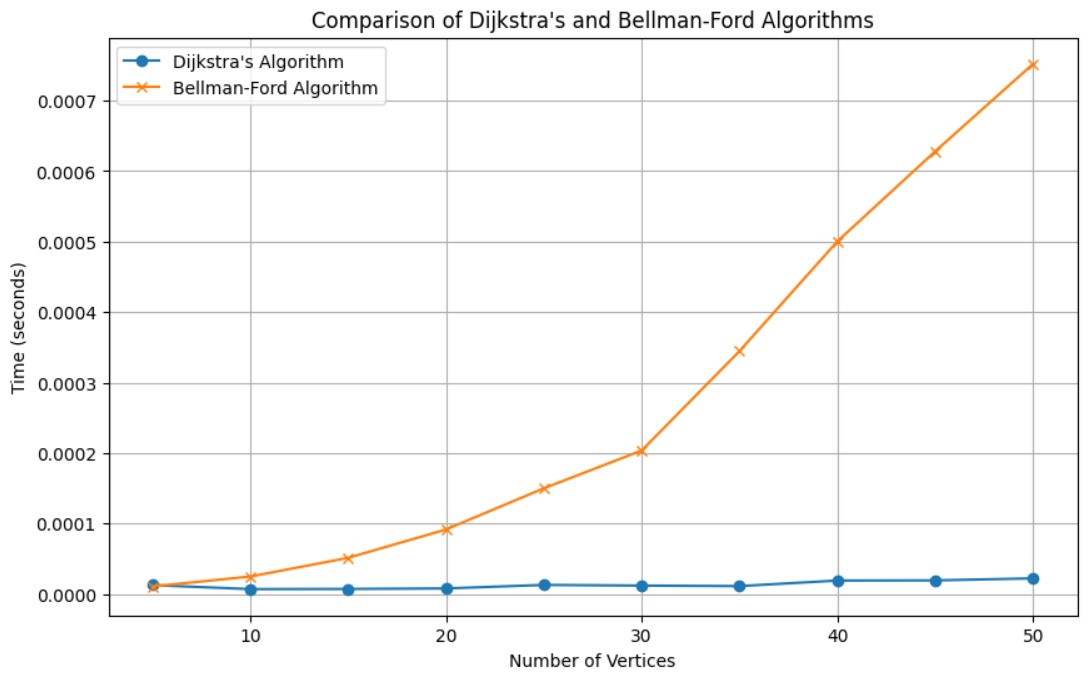 Comparison of Dijkstra's and Bellman-Ford Algorithms
Dijkstra's Algorithm
Bellman-Ford Algorithm
0.0007
0.0006
0.0005
0.0004
0.0003
0.0002
0.0001
0.0000
Time (seconds)
10 20 30 40 50
Number of Vertices